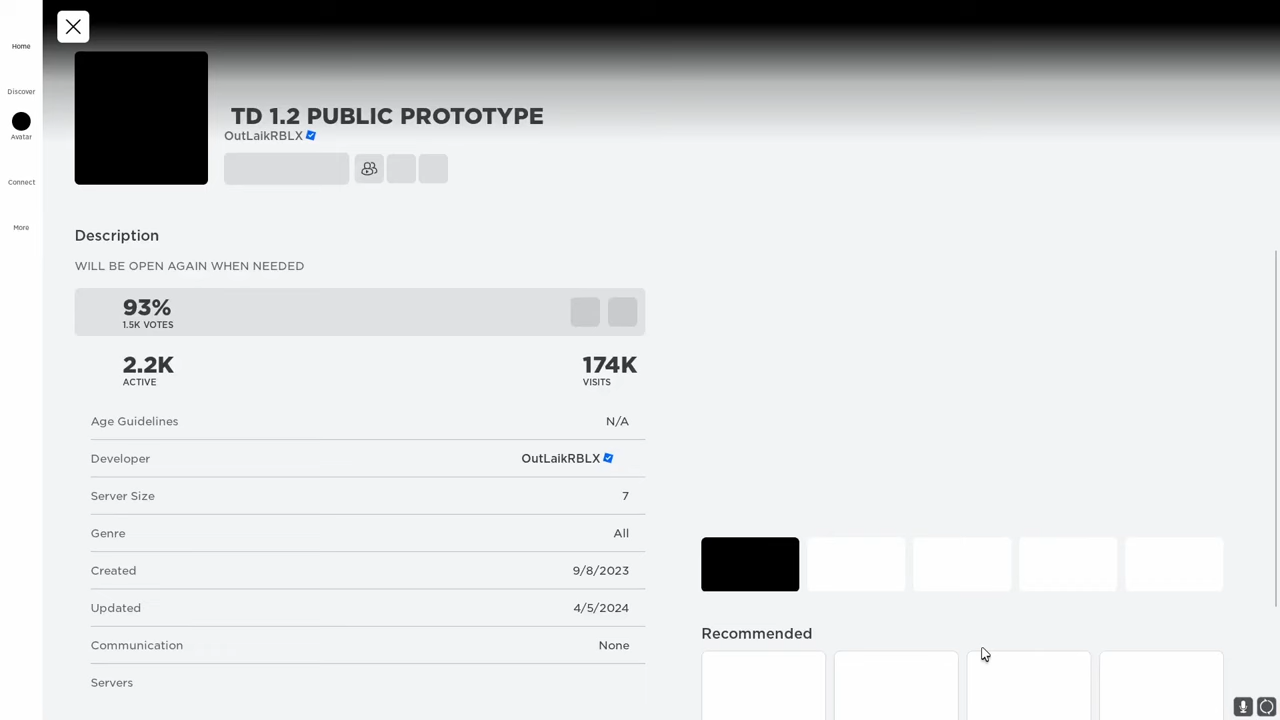 Home
Discover
Avatar
Connect
More
TD 1.2 PUBLIC PROTOTYPE
OutLaikRBLX
Description
WILL BE OPEN AGAIN WHEN NEEDED
93%
1.5K VOTES
2.2K
ACTIVE
174K
VISITS
Age Guidelines N/A
Developer OutLaikRBLX
Server Size 7
Genre All
Created 9/8/2023
Updated 4/5/2024
Communication None
Servers
Recommended